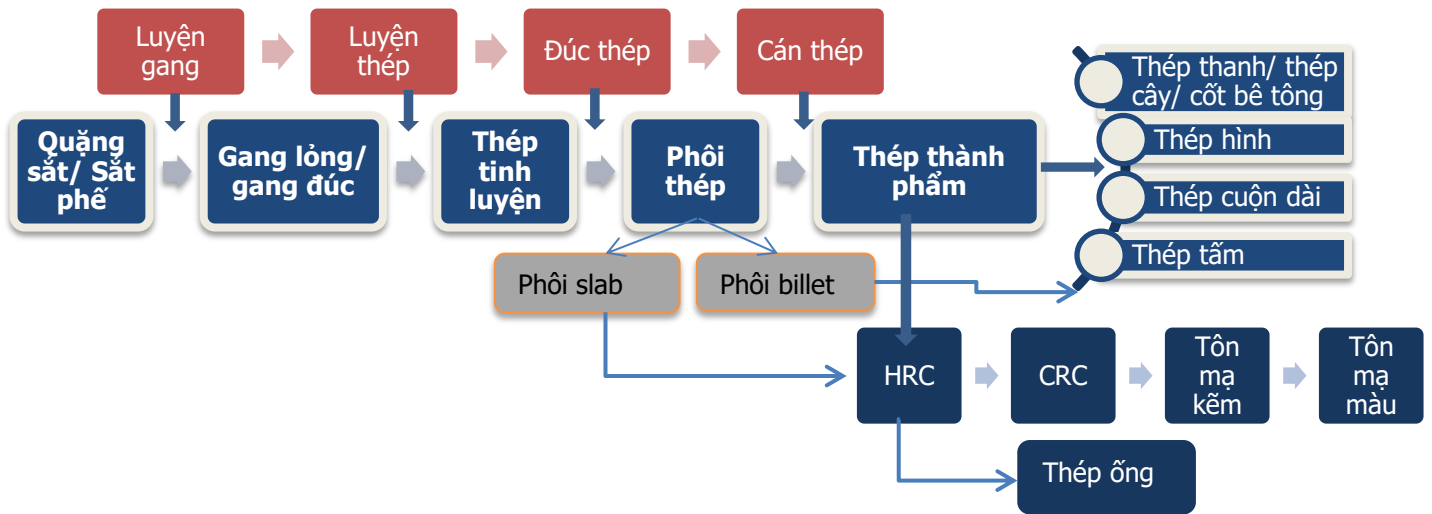 Luyện
gang
Luyện
thép
Đúc thép
Cán thép
Quặng
sắt/ Sắt
phế
Gang lỏng/
gang đúc
Thép
tinh
luyện
Phôi
thép
Thép thành
phẩm
Thép thanh/ thép
cây/ cốt bê tông
Thép hình
Thép cuộn dài
Thép tấm
Phôi slab
Phôi billet
HRC
CRC
Tôn
mạ
kẽm
Tôn
mạ
màu
Thép ống